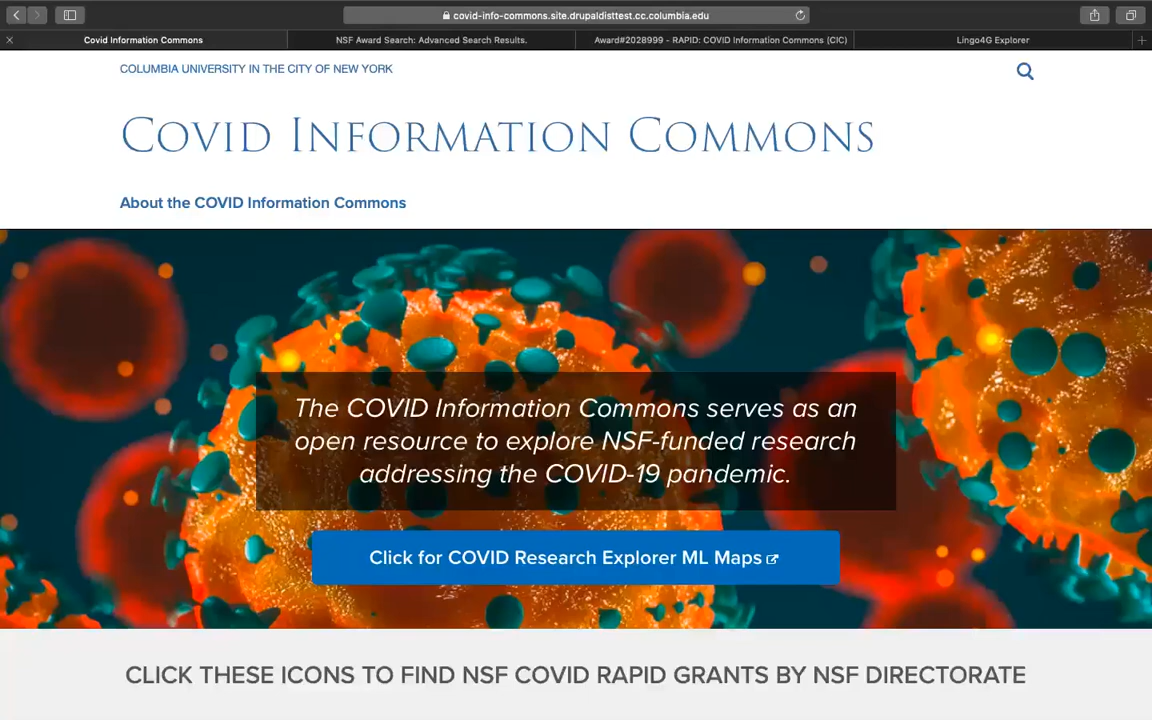 covid-info-commons.site.drupaldisttest.cc.columbia.edu
Covid Information Commons
NSF Award Search: Advanced Search Results.
Award#2028999 - RAPID: COVID Information Commons (CIC)
Lingo4G Explorer
COLUMBIA UNIVERSITY IN THE CITY OF NEW YORK
COVID INFORMATION COMMONS
About the COVID Information Commons
The COVID Information Commons serves as an
open resource to explore NSF-funded research
addressing the COVID-19 pandemic.
Click for COVID Research Explorer ML Maps
CLICK THESE ICONS TO FIND NSF COVID RAPID GRANTS BY NSF DIRECTORATE